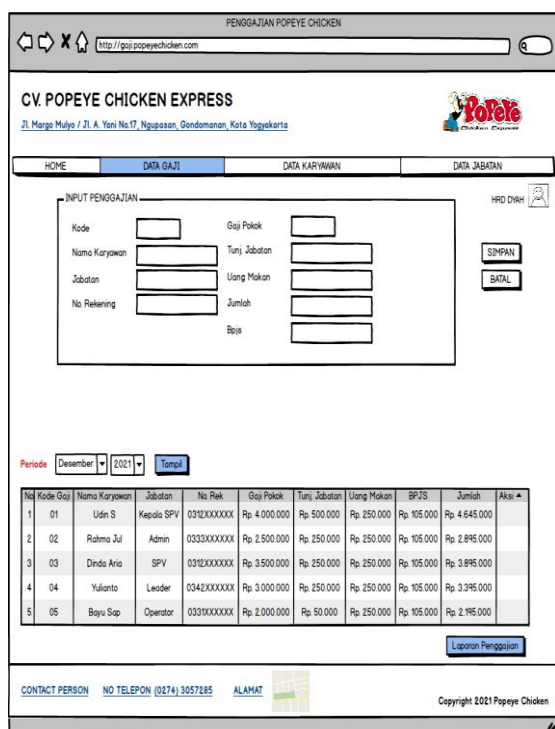 PENGGAJIAN POPEYE CHICKEN
http://gaji.popeyechicken.com
CV. POPEYE CHICKEN EXPRESS
Jl. Margo Mulyo / Jl. A. Yani No.17, Ngupasan, Gondomanan, Kota Yogyakarta
Popeye
Chicken Express
HOME DATA GAJI DATA KARYAWAN DATA JABATAN
INPUT PENGGAJIAN
HRD DYAH
Kode Gaji Pokok
Nama Karyawan Tunj. Jabatan SIMPAN
Jabatan Uang Makan BATAL
No. Rekening Jumlah
Bpjs
Periode Desember 2021 Tampil
No Kode Gaji Nama Karyawan Jabatan No. Rek Gaji Pokok Tunj. Jabatan Uang Makan BPJS Jumlah Aksi
1 01 Udin S Kepala SPV 0312XXXXXX Rp. 4.000.000 Rp. 500.000 Rp. 250.000 Rp. 105.000 Rp. 4.645.000
2 02 Rahma Jul Admin 0333XXXXXX Rp. 2.500.000 Rp. 250.000 Rp. 250.000 Rp. 105.000 Rp. 2.895.000
3 03 Dinda Aria SPV 0312XXXXXX Rp. 3.500.000 Rp. 250.000 Rp. 250.000 Rp. 105.000 Rp. 3.895.000
4 04 Yulianto Leader 0342XXXXXX Rp. 3.000.000 Rp. 250.000 Rp. 250.000 Rp. 105.000 Rp. 3.395.000
5 05 Bayu Sap Operator 0331XXXXXX Rp. 2.000.000 Rp. 50.000 Rp. 250.000 Rp. 105.000 Rp. 2.195.000
Laporan Penggajian
CONTACT PERSON NO TELEPON (0274) 3057285 ALAMAT
Copyright 2021 Popeye Chicken